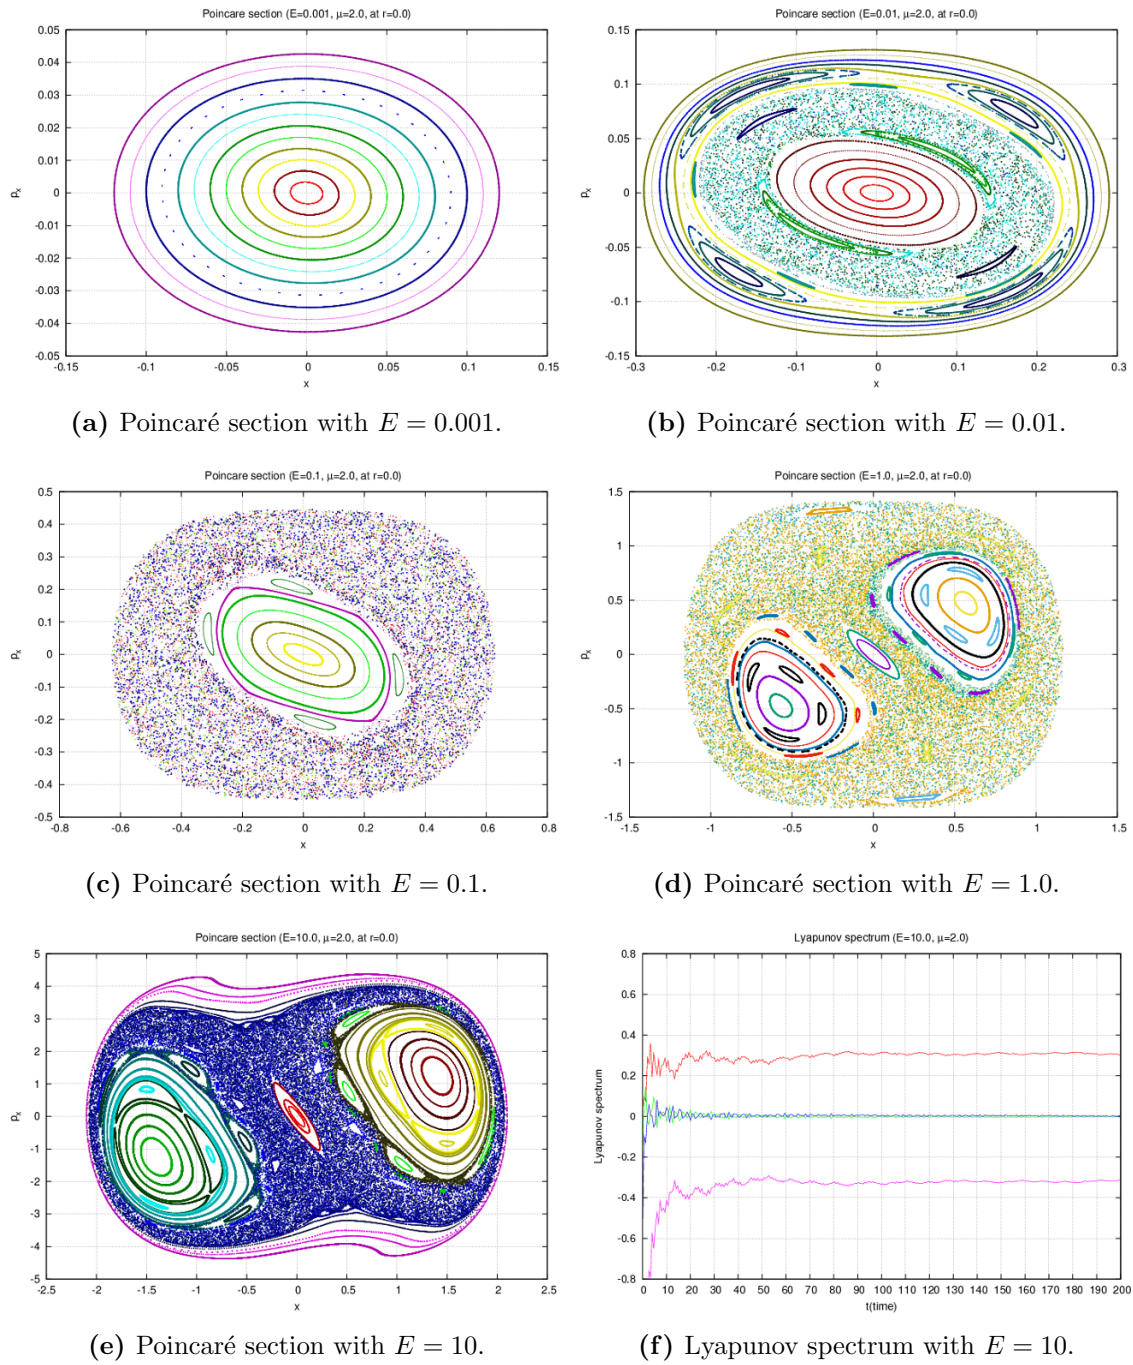 Poincare section (E=0.001, μ=2.0, at r=0.0)
0.05
0.04
0.03
0.02
0.01
0
-0.01
-0.02
-0.03
-0.04
-0.05
p_x
-0.15 -0.1 -0.05 0 0.05 0.1 0.15
x
(a) Poincaré section with E = 0.001.
Poincare section (E=0.01, μ=2.0, at r=0.0)
0.15
0.1
0.05
0
-0.05
-0.1
-0.15
p_x
-0.3 -0.2 -0.1 0 0.1 0.2 0.3
x
(b) Poincaré section with E = 0.01.
Poincare section (E=0.1, μ=2.0, at r=0.0)
0.5
0.4
0.3
0.2
0.1
0
-0.1
-0.2
-0.3
-0.4
-0.5
p_x
-0.8 -0.6 -0.4 -0.2 0 0.2 0.4 0.6 0.8
x
(c) Poincaré section with E = 0.1.
Poincare section (E=1.0, μ=2.0, at r=0.0)
1.5
1
0.5
0
-0.5
-1
-1.5
p_x
-1.5 -1 -0.5 0 0.5 1 1.5
x
(d) Poincaré section with E = 1.0.
Poincare section (E=10.0, μ=2.0, at r=0.0)
5
4
3
2
1
0
-1
-2
-3
-4
-5
p_x
-2.5 -2 -1.5 -1 -0.5 0 0.5 1 1.5 2 2.5
x
(e) Poincaré section with E = 10.
Lyapunov spectrum (E=10.0, μ=2.0)
0.8
0.6
0.4
0.2
0
-0.2
-0.4
-0.6
-0.8
Lyapunov spectrum
0 10 20 30 40 50 60 70 80 90 100 110 120 130 140 150 160 170 180 190 200
t(time)
(f) Lyapunov spectrum with E = 10.